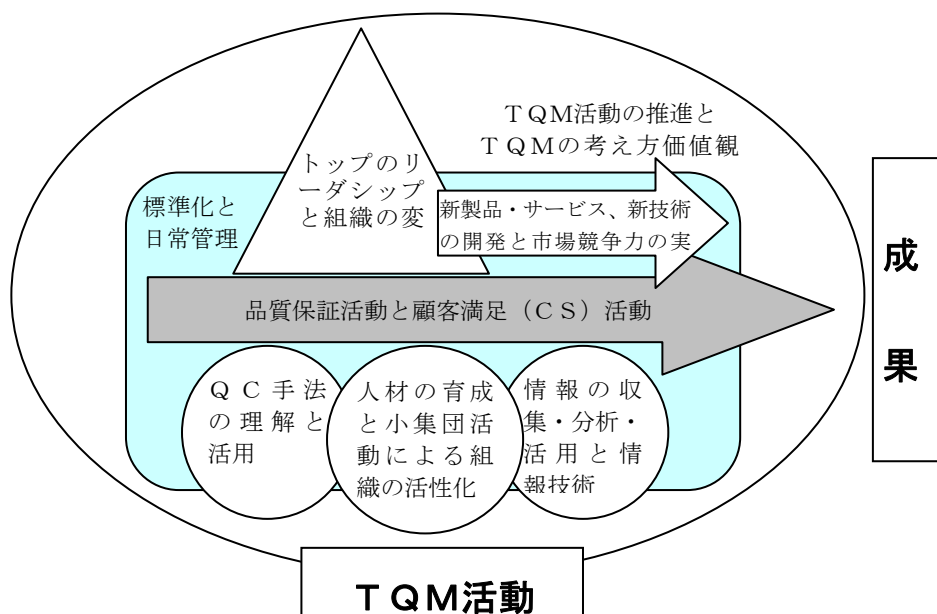 TQM活動の推進と
TQMの考え方価値観
トップのリ
ーダシップ
と組織の変
標準化と
日常管理
新製品・サービス、新技術
の開発と市場競争力の実
品質保証活動と顧客満足（CS）活動
QC手法
の理解と
活用
人材の育成
と小集団活
動による組
織の活性化
情報の収
集・分析・
活用と情
報技術
成
果
TQM活動